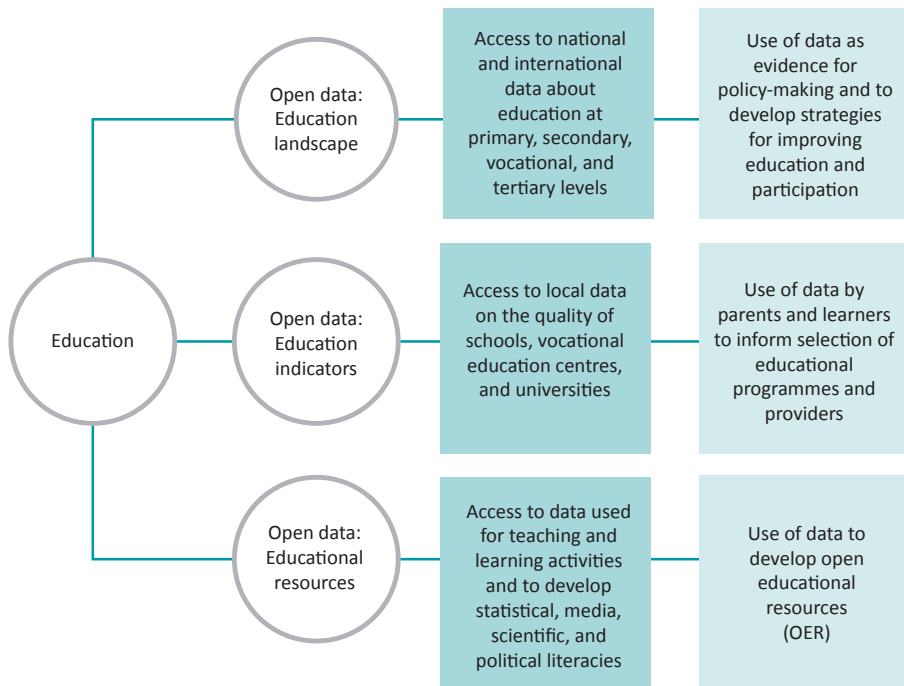 Education
Open data:
Education
landscape
Access to national
and international
data about
education at
primary, secondary,
vocational, and
tertiary levels
Use of data as
evidence for
policy-making and to
develop strategies
for improving
education and
participation
Open data:
Education
indicators
Access to local data
on the quality of
schools, vocational
education centres,
and universities
Use of data by
parents and learners
to inform selection of
educational
programmes and
providers
Open data:
Educational
resources
Access to data used
for teaching and
learning activities
and to develop
statistical, media,
scientific, and
political literacies
Use of data to
develop open
educational
resources
(OER)